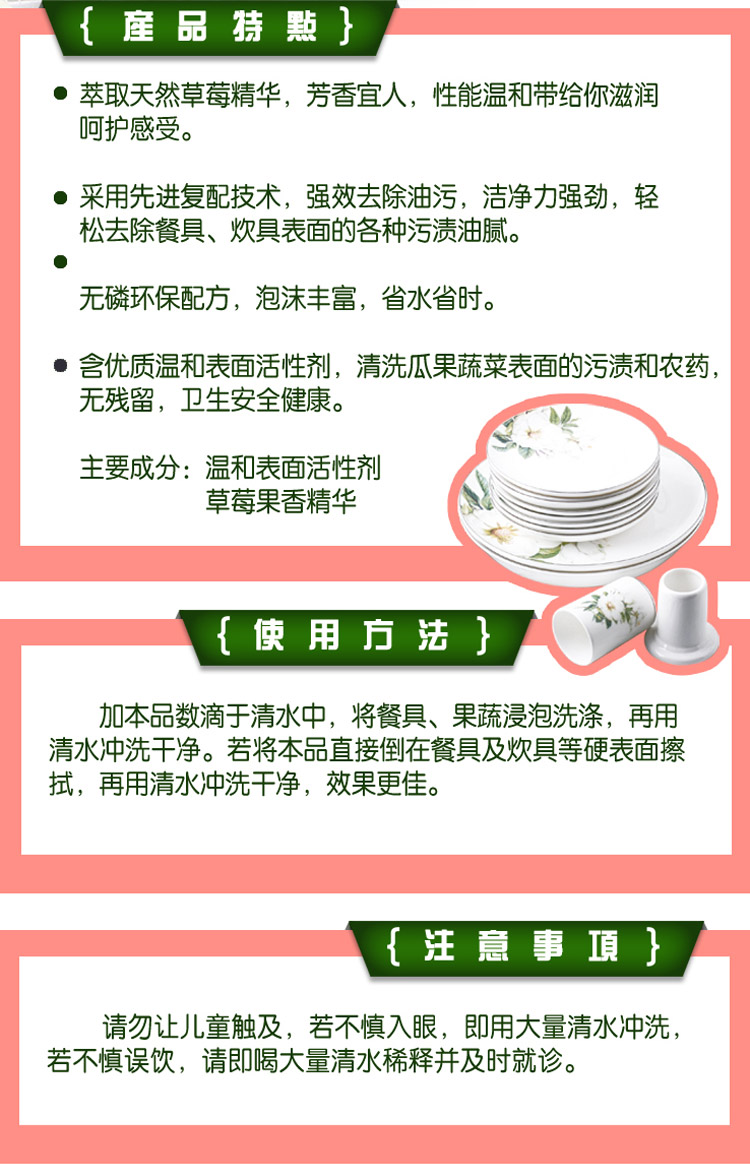 { 産品特點 }
● 萃取天然草莓精华，芳香宜人，性能温和带给你滋润
呵护感受。
● 采用先进复配技术，强效去除油污，洁净力强劲，轻
松去除餐具、炊具表面的各种污渍油腻。
●
无磷环保配方，泡沫丰富，省水省时。
● 含优质温和表面活性剂，清洗瓜果蔬菜表面的污渍和农药，
无残留，卫生安全健康。
主要成分：温和表面活性剂
草莓果香精华
{ 使用方法 }
加本品数滴于清水中，将餐具、果蔬浸泡洗涤，再用
清水冲洗干净。若将本品直接倒在餐具及炊具等硬表面擦
拭，再用清水冲洗干净，效果更佳。
{ 注意事項 }
请勿让儿童触及，若不慎入眼，即用大量清水冲洗，
若不慎误饮，请即喝大量清水稀释并及时就诊。